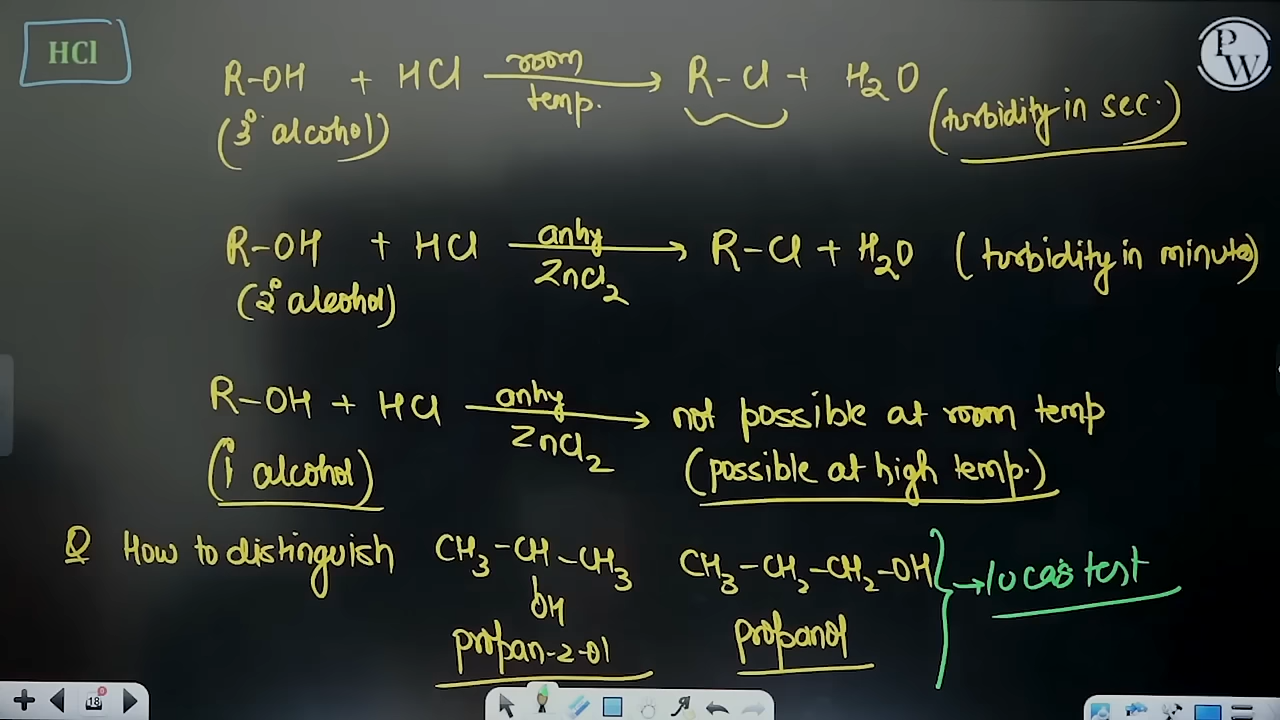 HCl
PW
R-OH + HCl room temp. → R-Cl + H₂O (turbidity in sec.)
(3° alcohol)
R-OH + HCl anhy ZnCl₂ → R-Cl + H₂O (turbidity in minute)
(2° alcohol)
R-OH + HCl anhy ZnCl₂ → not possible at room temp
(1° alcohol) (possible at high temp.)
Q How to distinguish CH₃-CH-CH₃ CH₃-CH₂-CH₂-OH } → lucas test
OH
propan-2-ol propanol
18